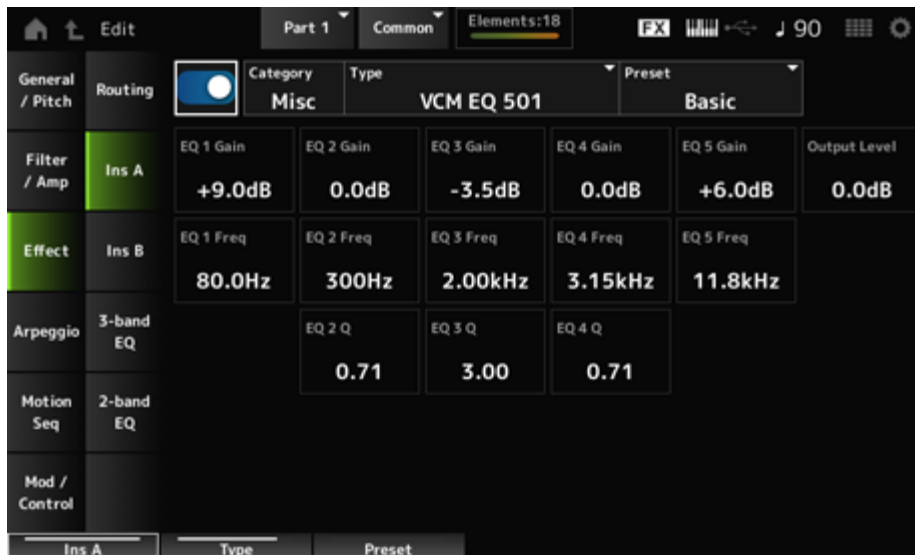 Edit
Part 1
Common
Elements:18
FX
90
General
/ Pitch
Filter
/ Amp
Effect
Arpeggio
Motion
Seq
Mod /
Control
Routing
Ins A
Ins B
3-band
EQ
2-band
EQ
Category
Misc
Type
VCM EQ 501
Preset
Basic
EQ 1 Gain
+9.0dB
EQ 2 Gain
0.0dB
EQ 3 Gain
-3.5dB
EQ 4 Gain
0.0dB
EQ 5 Gain
+6.0dB
Output Level
0.0dB
EQ 1 Freq
80.0Hz
EQ 2 Freq
300Hz
EQ 3 Freq
2.00kHz
EQ 4 Freq
3.15kHz
EQ 5 Freq
11.8kHz
EQ 2 Q
0.71
EQ 3 Q
3.00
EQ 4 Q
0.71
Ins A
Type
Preset